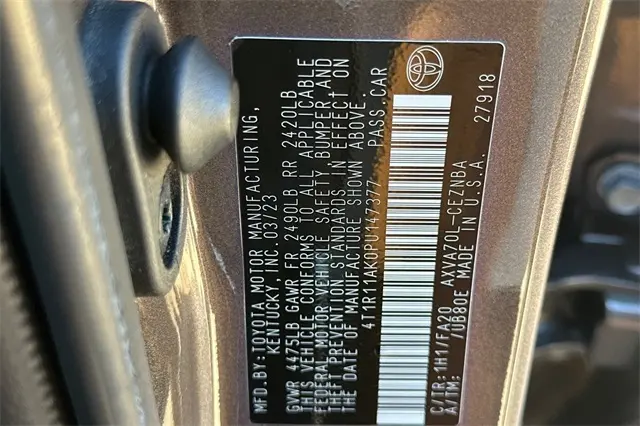 MFD.BY:TOYOTA MOTOR MANUFACTURING,
KENTUCKY, INC. 03/23
GVWR 4475LB GAWR FR 2490LB RR 2420LB
THIS VEHICLE CONFORMS TO ALL APPLICABLE
FEDERAL MOTOR VEHICLE SAFETY BUMPER, AND
THEFT PREVENTION STANDARDS IN EFFECT ON
THE DATE OF MANUFACTURE SHOWN ABOVE.
4T1R11AK0PU147377 PASS.CAR
C/TR:1H1/FA20 AXVA70L-CEZNBA
A/TM: /UB80E MADE IN U.S.A. 27918